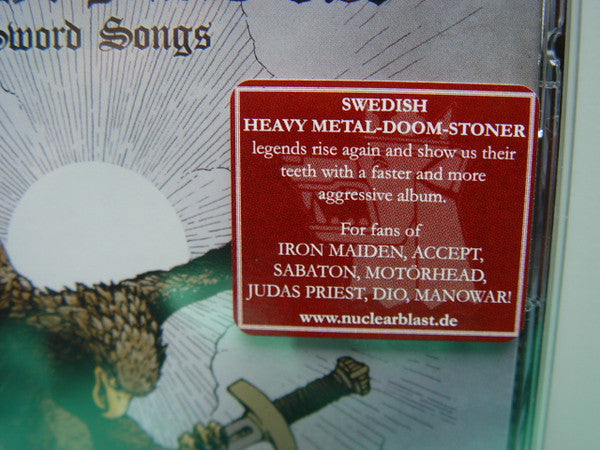 Sword Songs
SWEDISH
HEAVY METAL-DOOM-STONER
legends rise again and show us their
teeth with a faster and more
aggressive album.
For fans of
IRON MAIDEN, ACCEPT,
SABATON, MOTÖRHEAD,
JUDAS PRIEST, DIO, MANOWAR!
www.nuclearblast.de